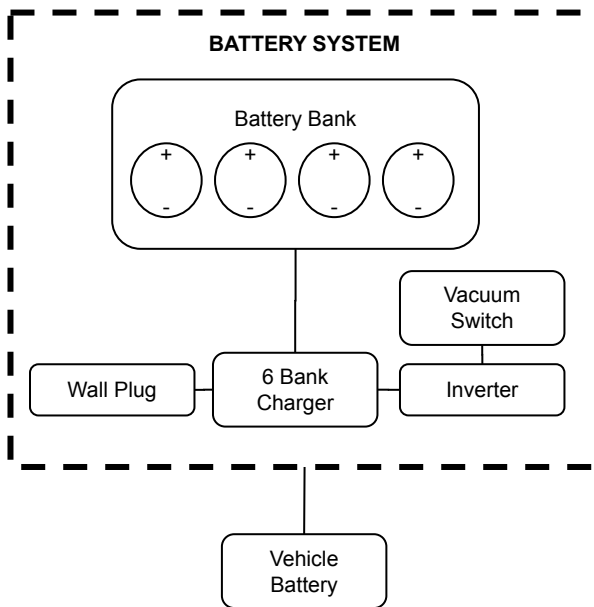 BATTERY SYSTEM
Battery Bank
+ + + +
- - - -
Vacuum
Switch
Wall Plug
6 Bank
Charger
Inverter
Vehicle
Battery